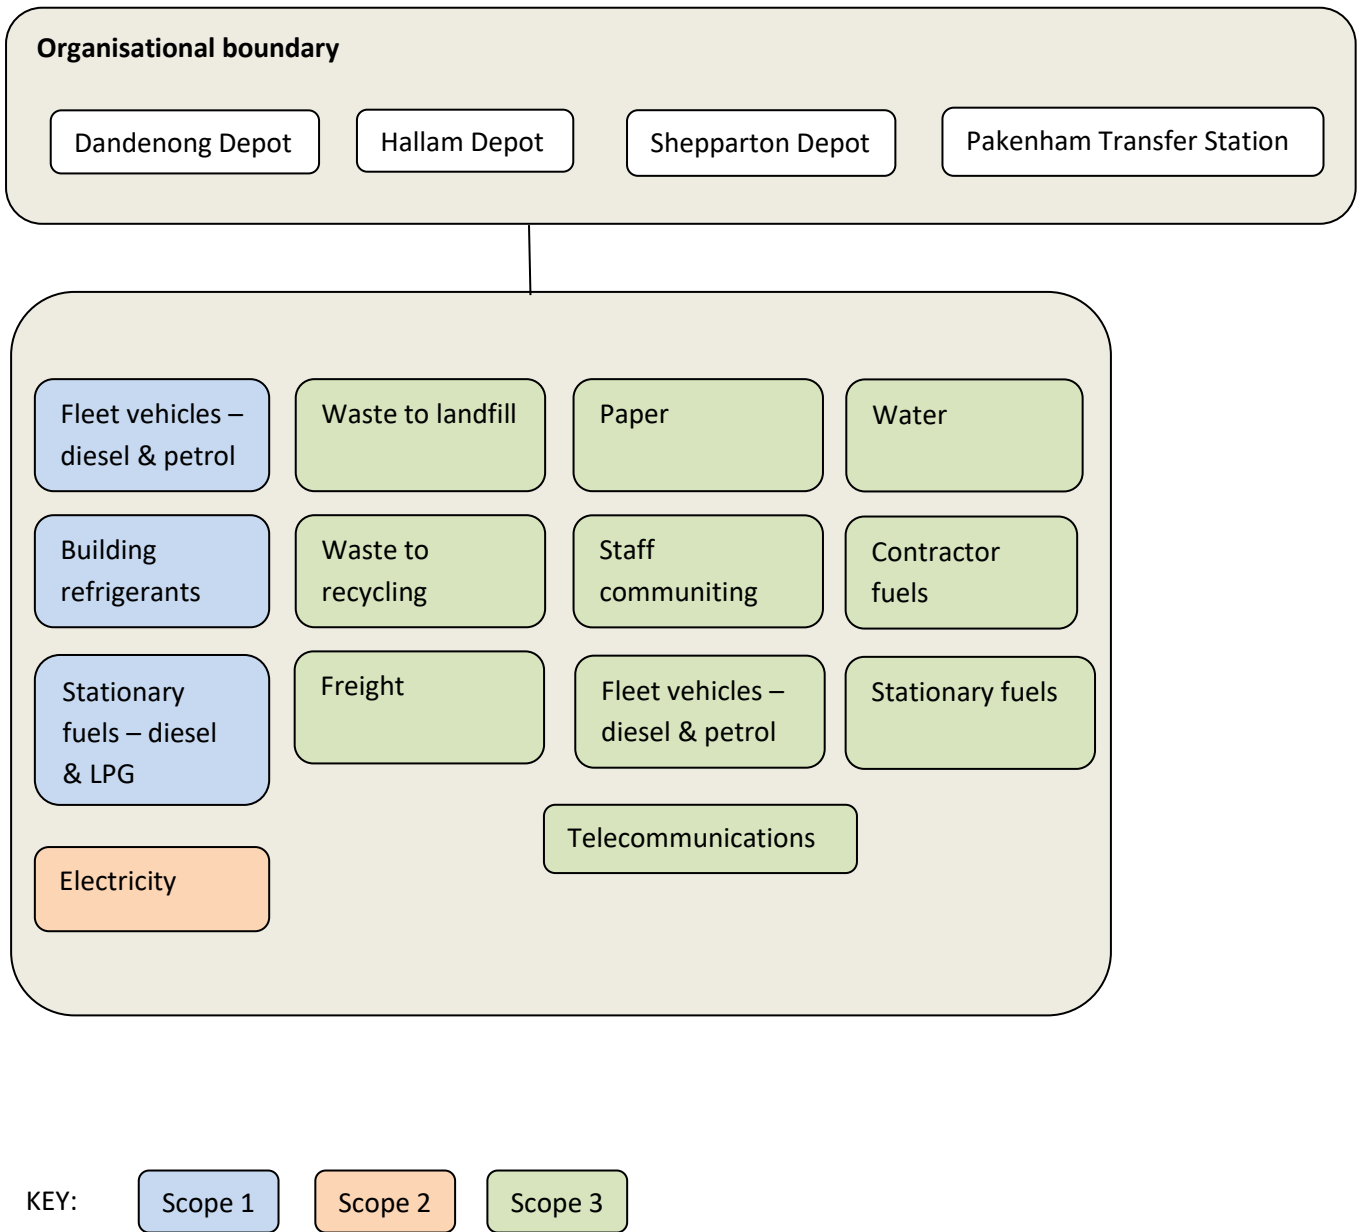 Organisational boundary
Dandenong Depot
Hallam Depot
Shepparton Depot
Pakenham Transfer Station
Fleet vehicles –
diesel & petrol
Waste to landfill
Paper
Water
Building
refrigerants
Waste to
recycling
Staff
communiting
Contractor
fuels
Stationary
fuels – diesel
& LPG
Freight
Fleet vehicles –
diesel & petrol
Stationary fuels
Telecommunications
Electricity
KEY:
Scope 1
Scope 2
Scope 3